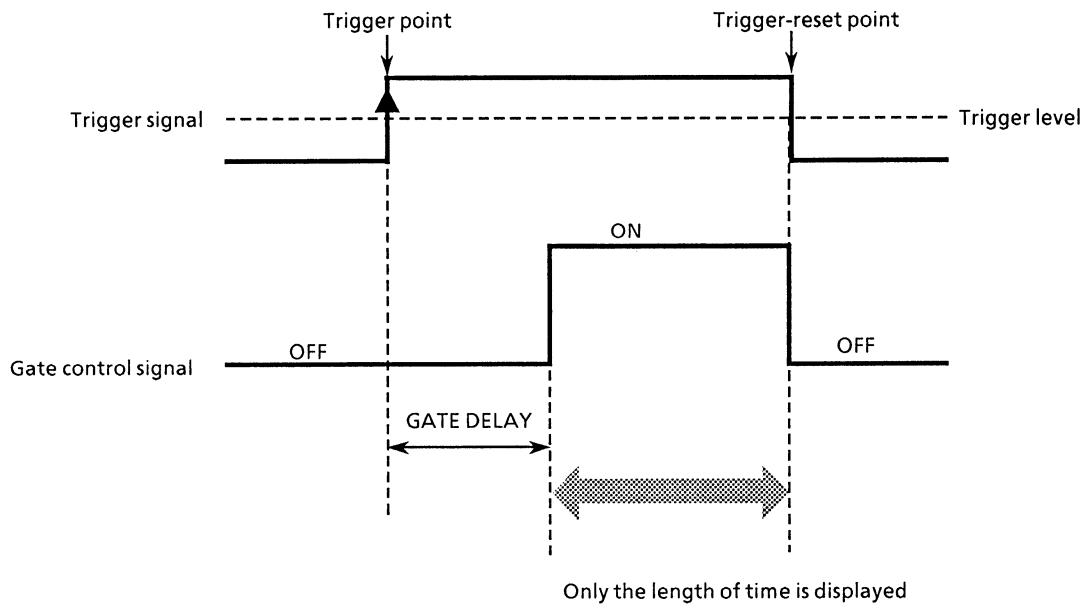 Trigger point
Trigger-reset point
Trigger signal
Trigger level
ON
OFF
OFF
Gate control signal
GATE DELAY
Only the length of time is displayed